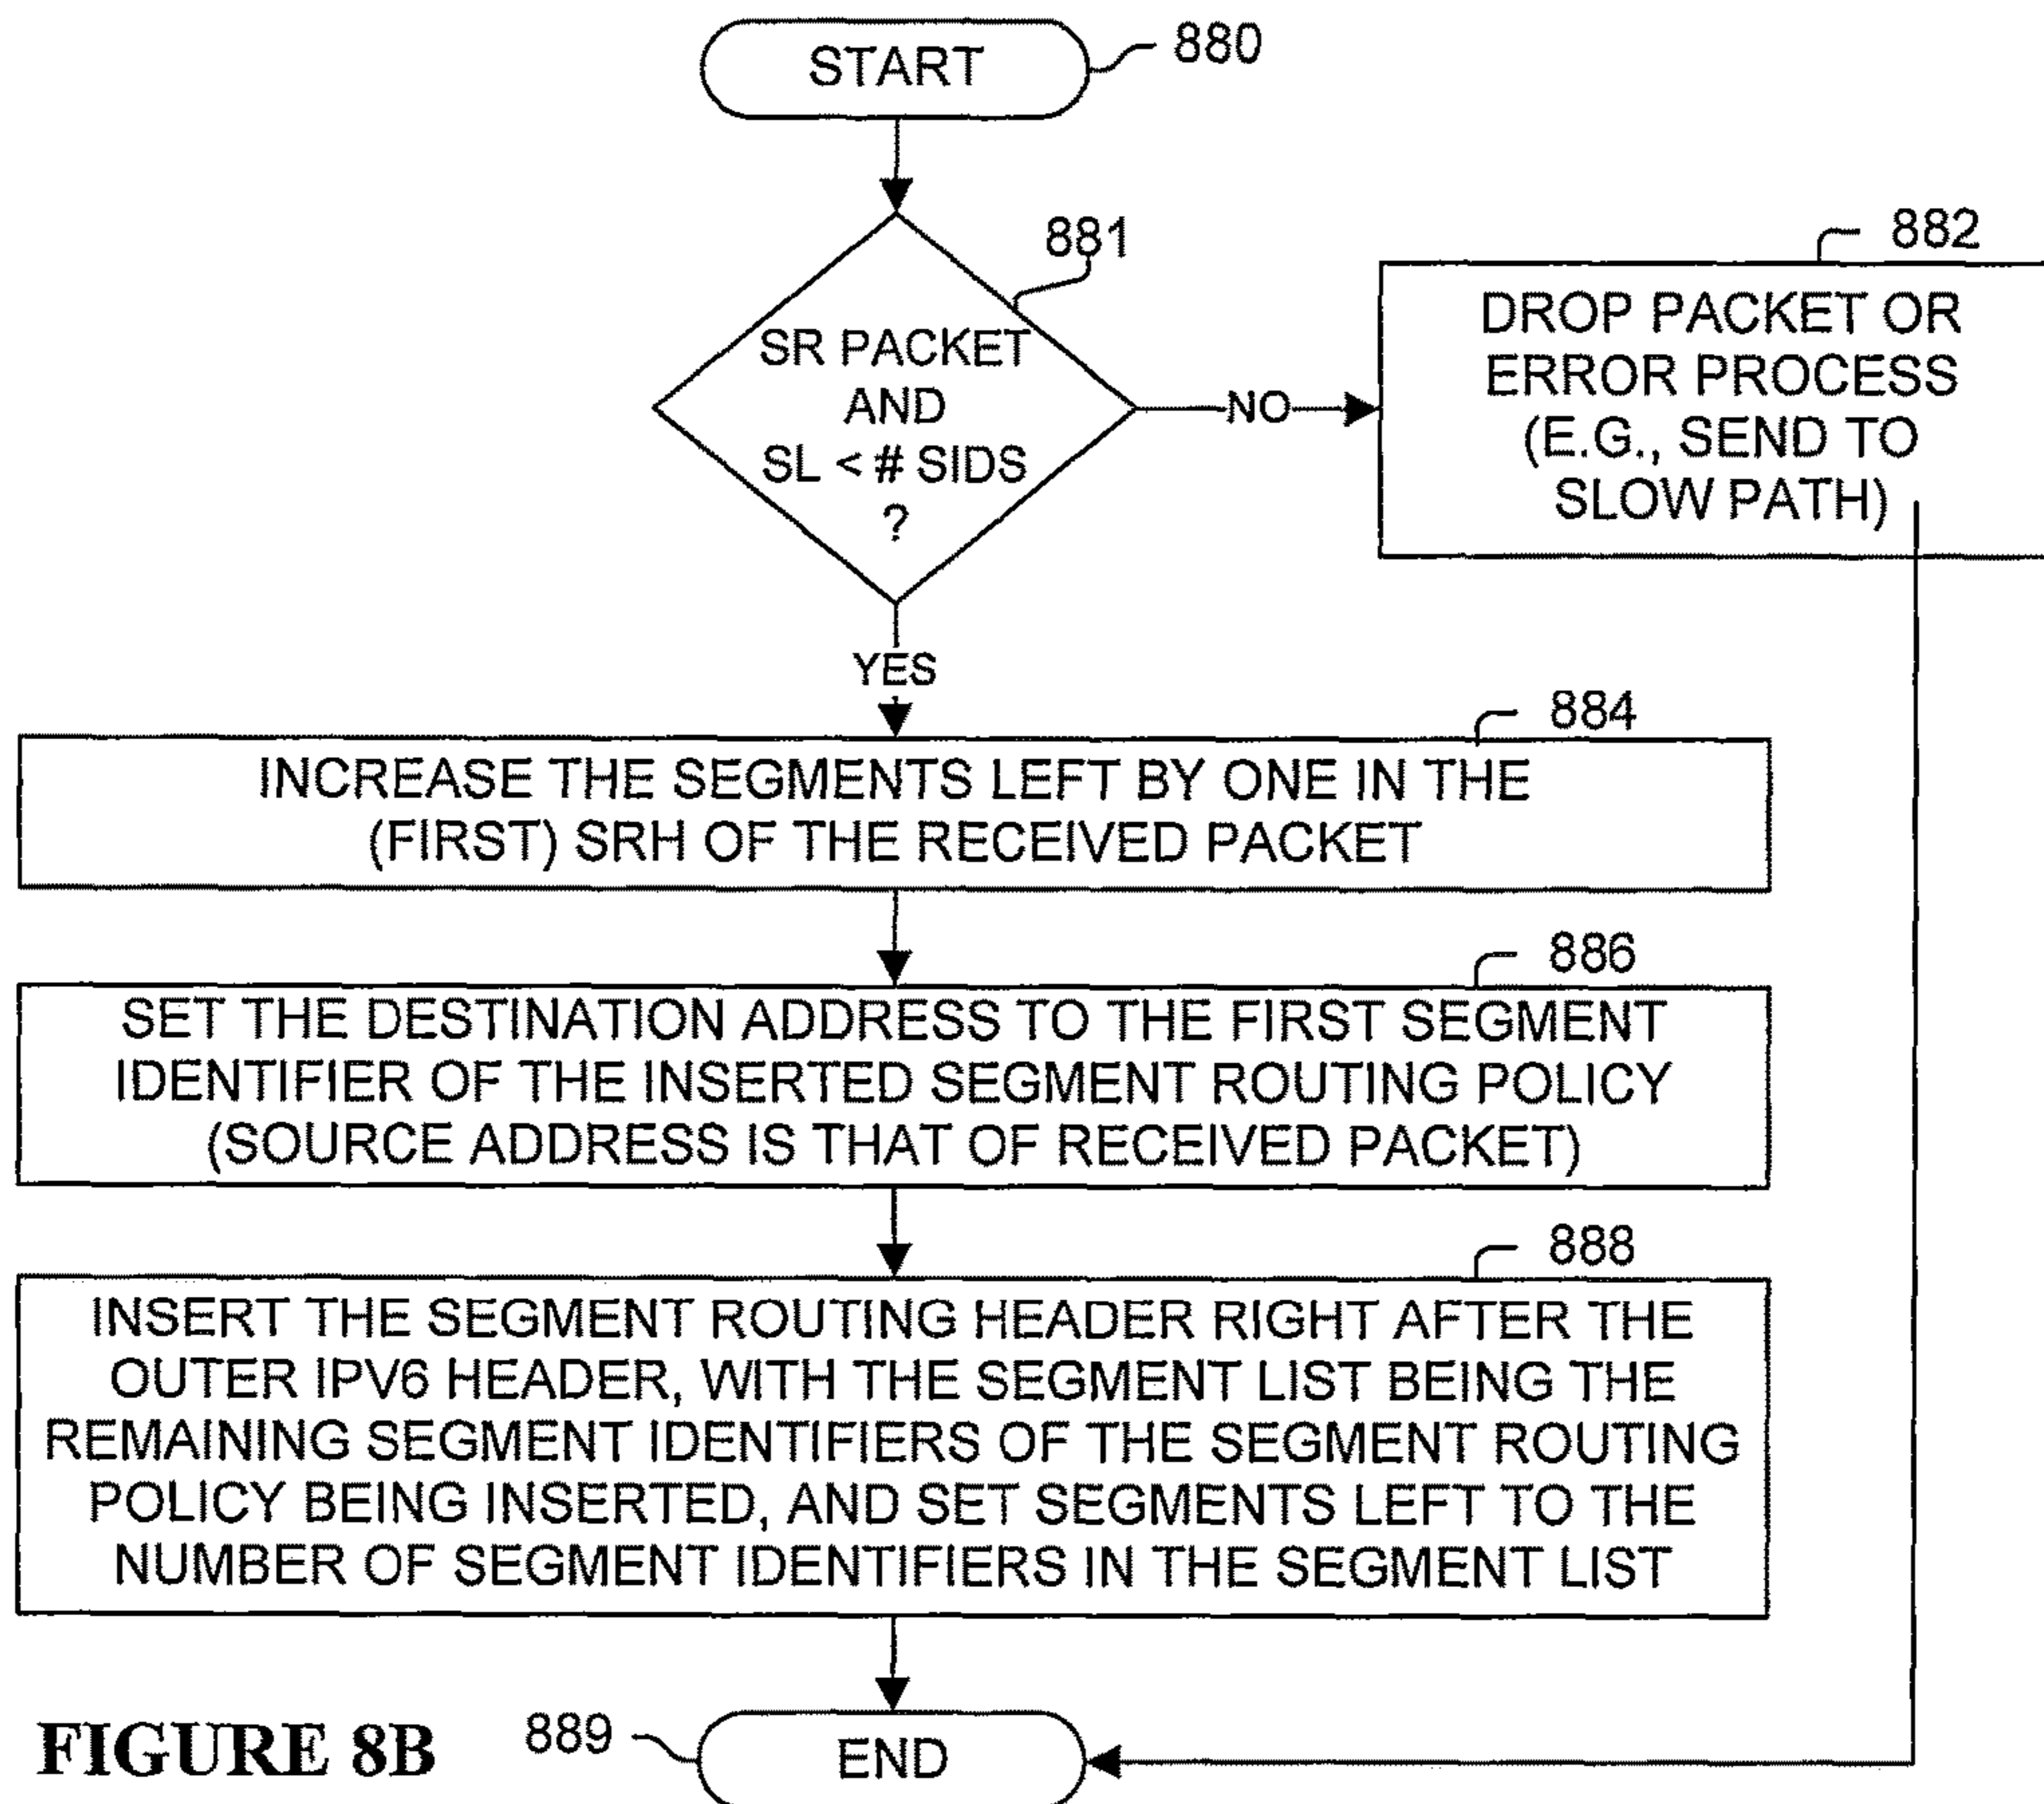 START
880
881
SR PACKET
AND
SL < # SIDS
?
NO
882
DROP PACKET OR
ERROR PROCESS
(E.G., SEND TO
SLOW PATH)
YES
884
INCREASE THE SEGMENTS LEFT BY ONE IN THE
(FIRST) SRH OF THE RECEIVED PACKET
886
SET THE DESTINATION ADDRESS TO THE FIRST SEGMENT
IDENTIFIER OF THE INSERTED SEGMENT ROUTING POLICY
(SOURCE ADDRESS IS THAT OF RECEIVED PACKET)
888
INSERT THE SEGMENT ROUTING HEADER RIGHT AFTER THE
OUTER IPV6 HEADER, WITH THE SEGMENT LIST BEING THE
REMAINING SEGMENT IDENTIFIERS OF THE SEGMENT ROUTING
POLICY BEING INSERTED, AND SET SEGMENTS LEFT TO THE
NUMBER OF SEGMENT IDENTIFIERS IN THE SEGMENT LIST
889
END
FIGURE 8B